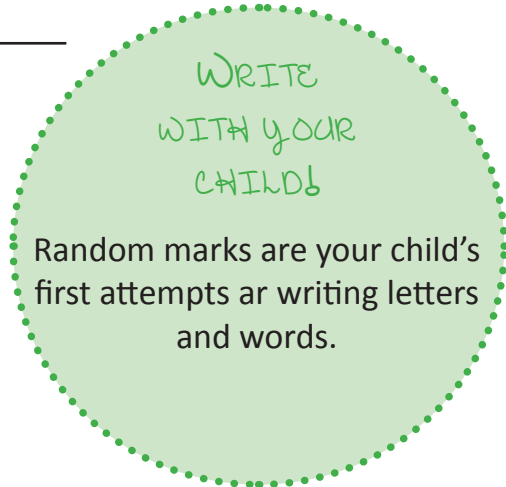 WRITE
WITH YOUR
CHILD!
Random marks are your child’s
first attempts ar writing letters
and words.